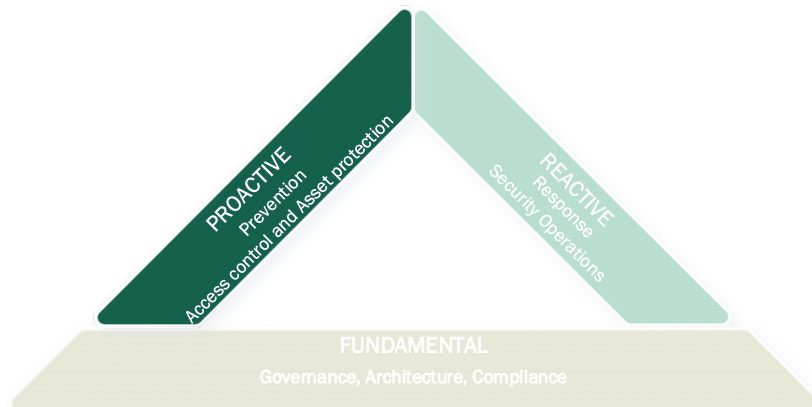 PROACTIVE
Prevention
Access control and Asset protection
REACTIVE
Response
Security Operations
FUNDAMENTAL
Governance, Architecture, Compliance